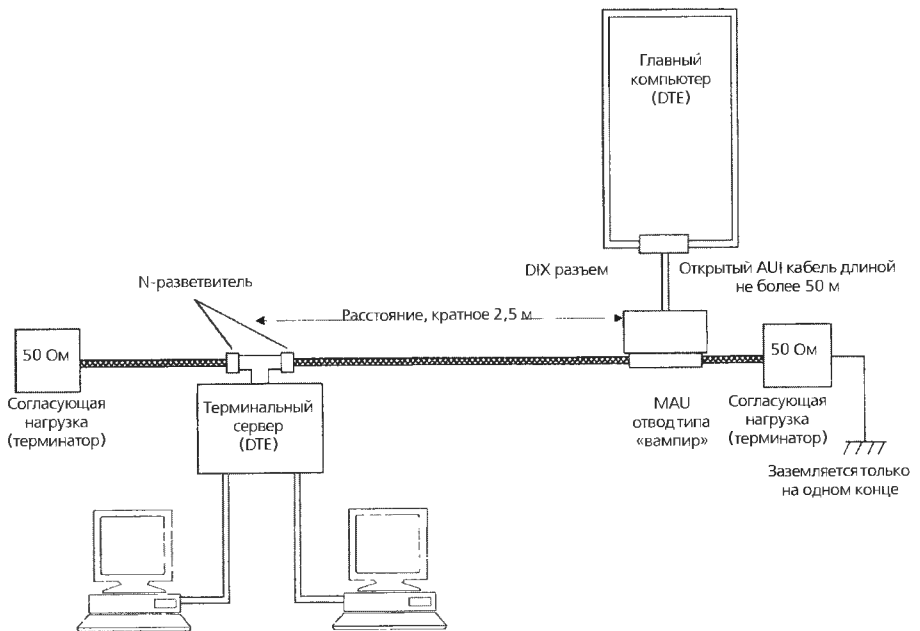 Главный
компьютер
(DTE)
DIX разъем
Открытый AUI кабель длиной
не более 50 м
N-разветвитель
Расстояние, кратное 2,5 м
50 Ом
50 Ом
Согласующая
нагрузка
(терминатор)
Терминальный
сервер
(DTE)
MAU
отвод типа
«вампир»
Согласующая
нагрузка
(терминатор)
Заземляется только
на одном конце